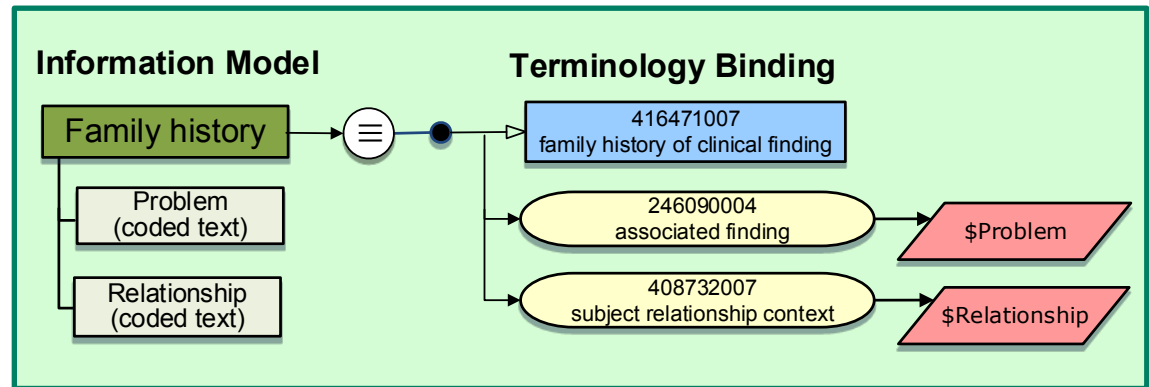 Information Model
Terminology Binding
Family history
416471007
family history of clinical finding
Problem
(coded text)
246090004
associated finding
$Problem
Relationship
(coded text)
408732007
subject relationship context
$Relationship